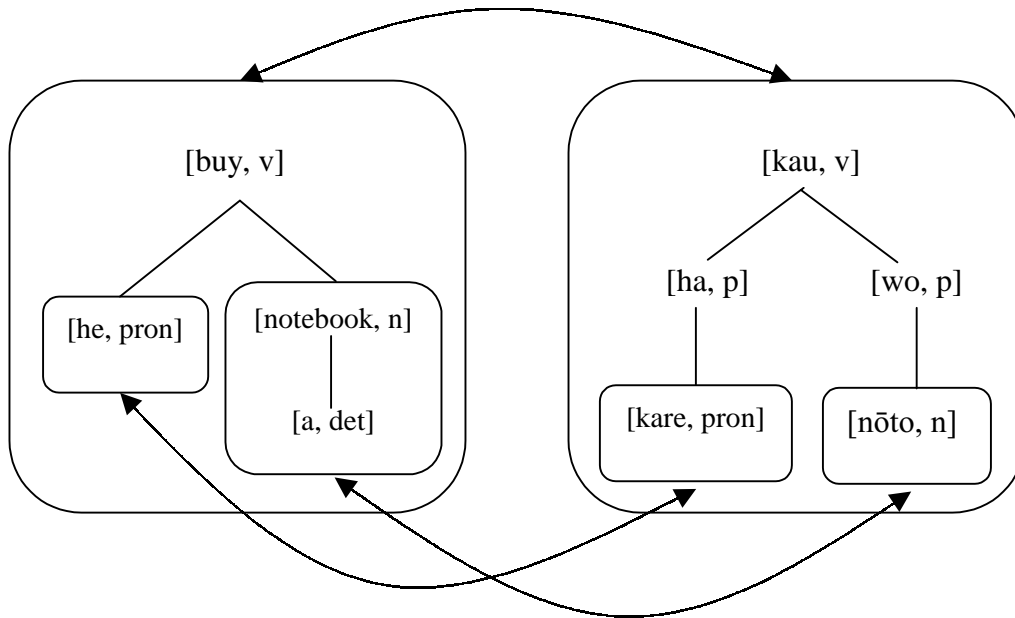 [buy, v]
[kau, v]
[ha, p]
[wo, p]
[he, pron]
[notebook, n]
[a, det]
[kare, pron]
[nōto, n]